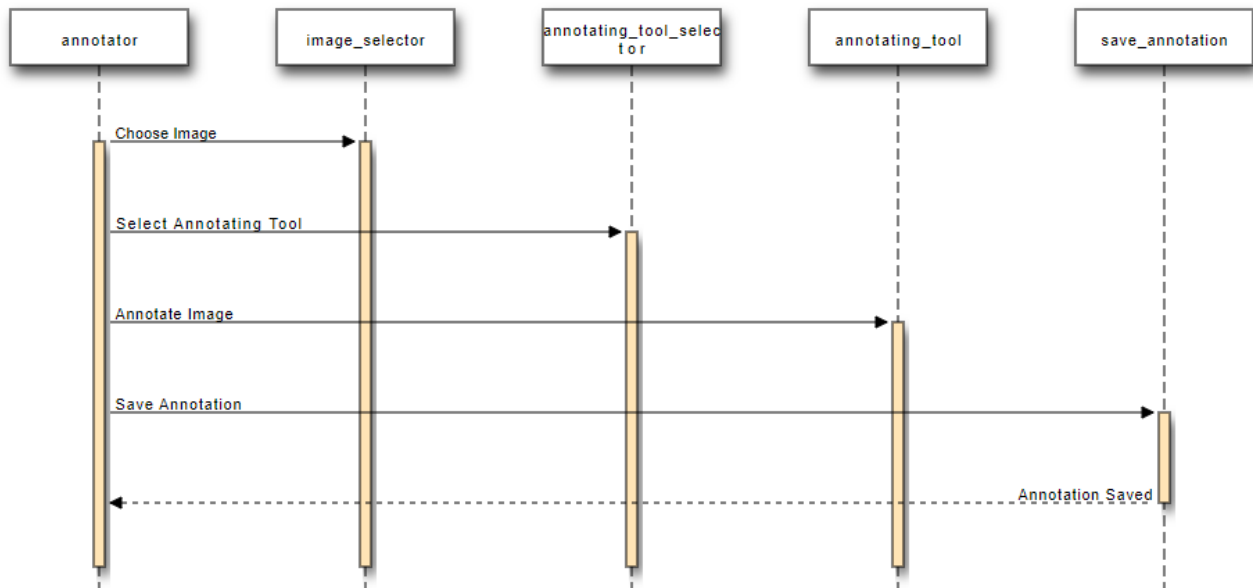 annotator
image_selector
annotating_tool_selec
tor
annotating_tool
save_annotation
Choose Image
Select Annotating Tool
Annotate Image
Save Annotation
Annotation Saved